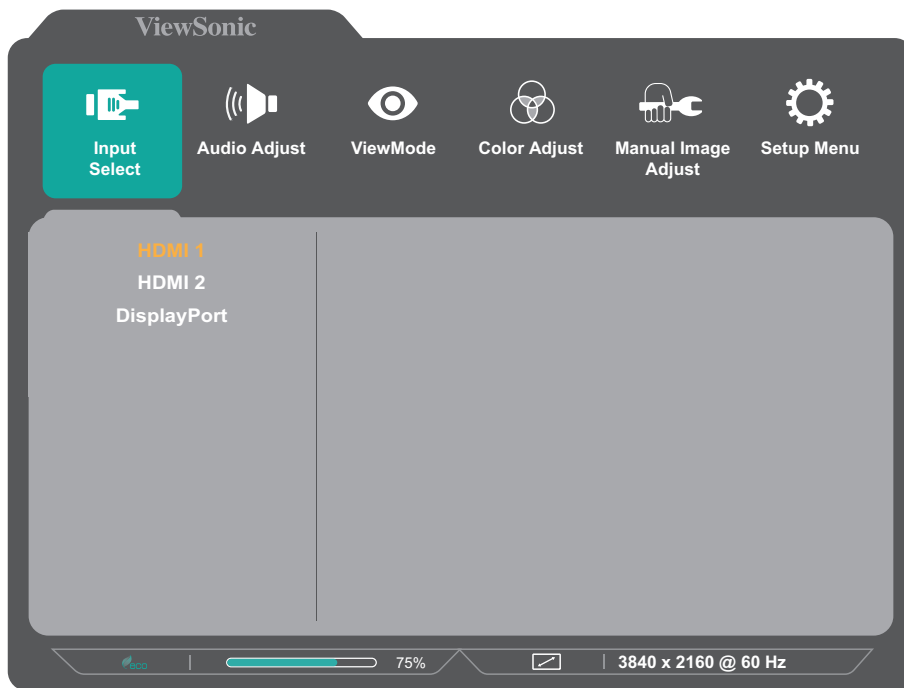 ViewSonic
Input
Select
Audio Adjust
ViewMode
Color Adjust
Manual Image
Adjust
Setup Menu
HDMI 1
HDMI 2
DisplayPort
eco
75%
3840 x 2160 @ 60 Hz